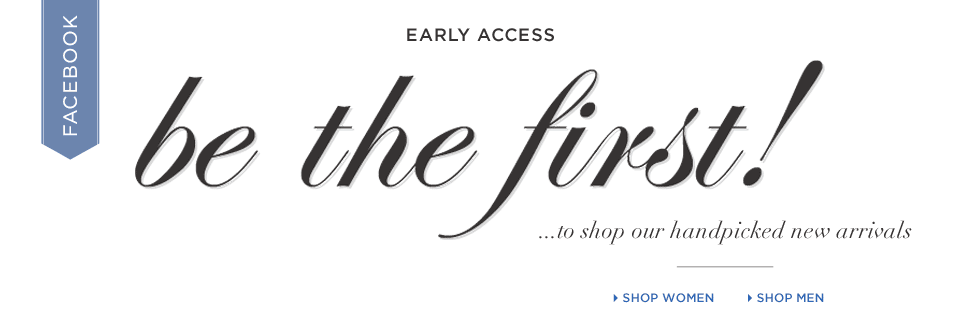 FACEBOOK
EARLY ACCESS
be the first!
...to shop our handpicked new arrivals
SHOP WOMEN SHOP MEN